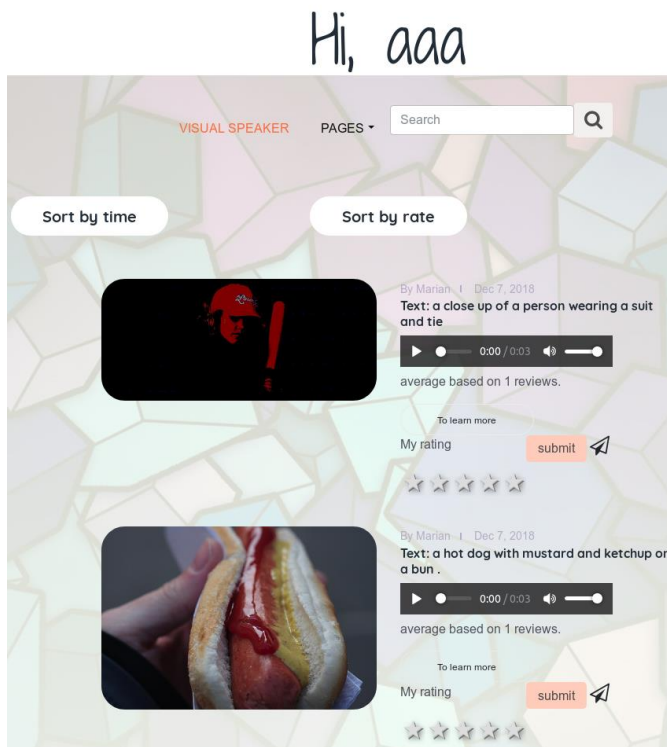 Hi, aaa
VISUAL SPEAKER PAGES Search
Sort by time Sort by rate
By Marian I Dec 7, 2018
Text: a close up of a person wearing a suit
and tie
0:00 / 0:03
average based on 1 reviews.
To learn more
My rating submit
By Marian I Dec 7, 2018
Text: a hot dog with mustard and ketchup on
a bun .
0:00 / 0:03
average based on 1 reviews.
To learn more
My rating submit